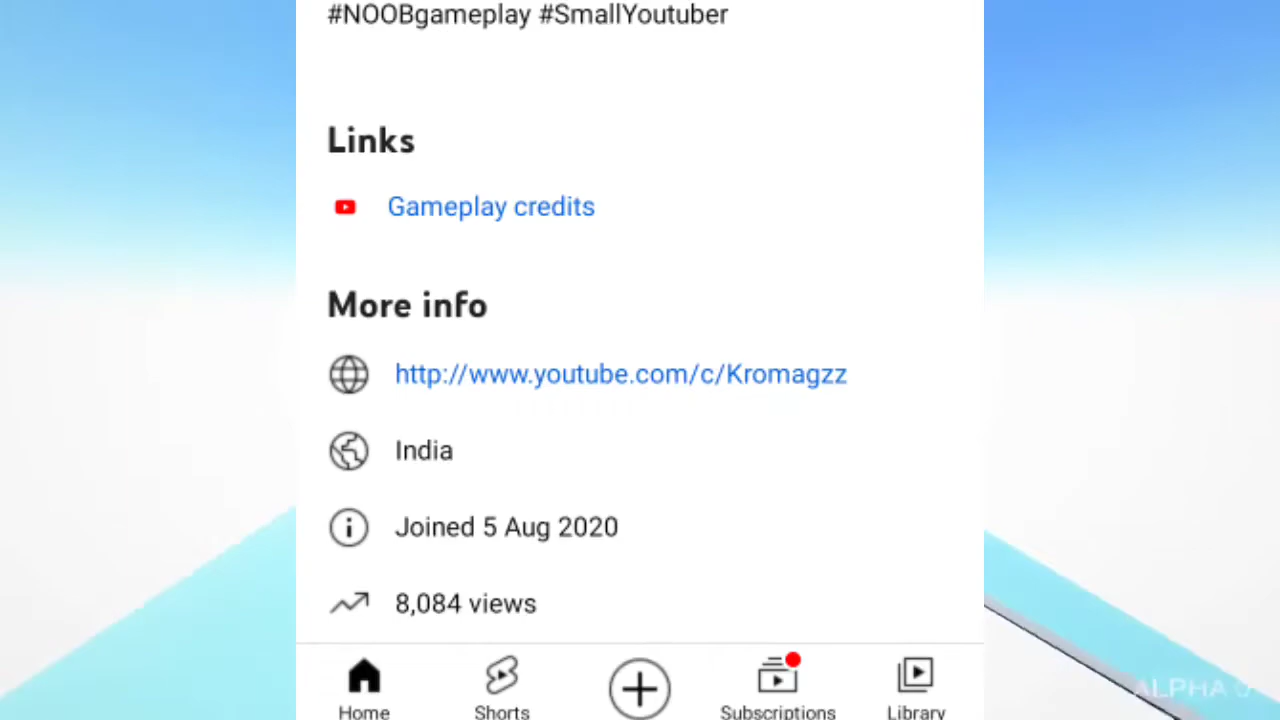 #NOOBgameplay #SmallYoutuber
Links
Gameplay credits
More info
http://www.youtube.com/c/Kromagzz
India
Joined 5 Aug 2020
8,084 views
Home
Shorts
Subscriptions
Library
ALPHA